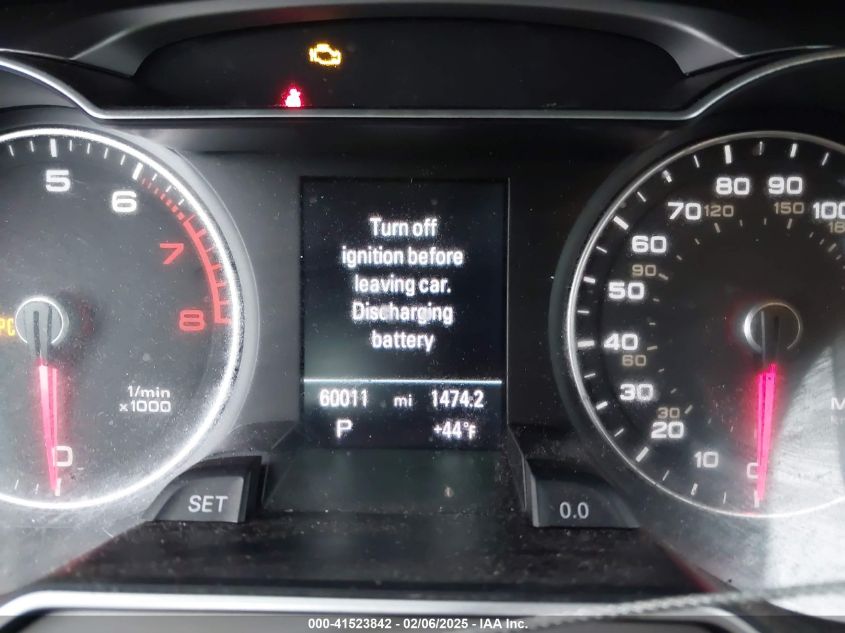 Turn off
ignition before
leaving car.
Discharging
battery
60011 mi 1474.2
P +44°F
5
6
7
8
1/min
x1000
0
80 90
70 120 150 100
60
90
50
40
60
30
30
20
10
0
SET
0.0
000-41523842 - 02/06/2025 - IAA Inc.